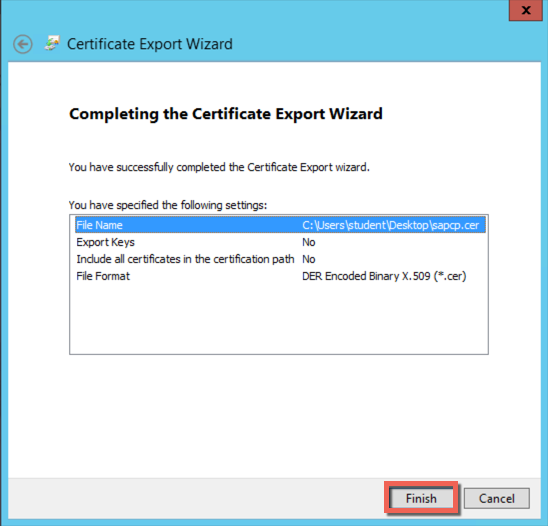 x
Certificate Export Wizard
Completing the Certificate Export Wizard
You have successfully completed the Certificate Export wizard.
You have specified the following settings:
File Name C:\Users\student\Desktop\sapcp.cer
Export Keys No
Include all certificates in the certification path No
File Format DER Encoded Binary X.509 (*.cer)
Finish Cancel